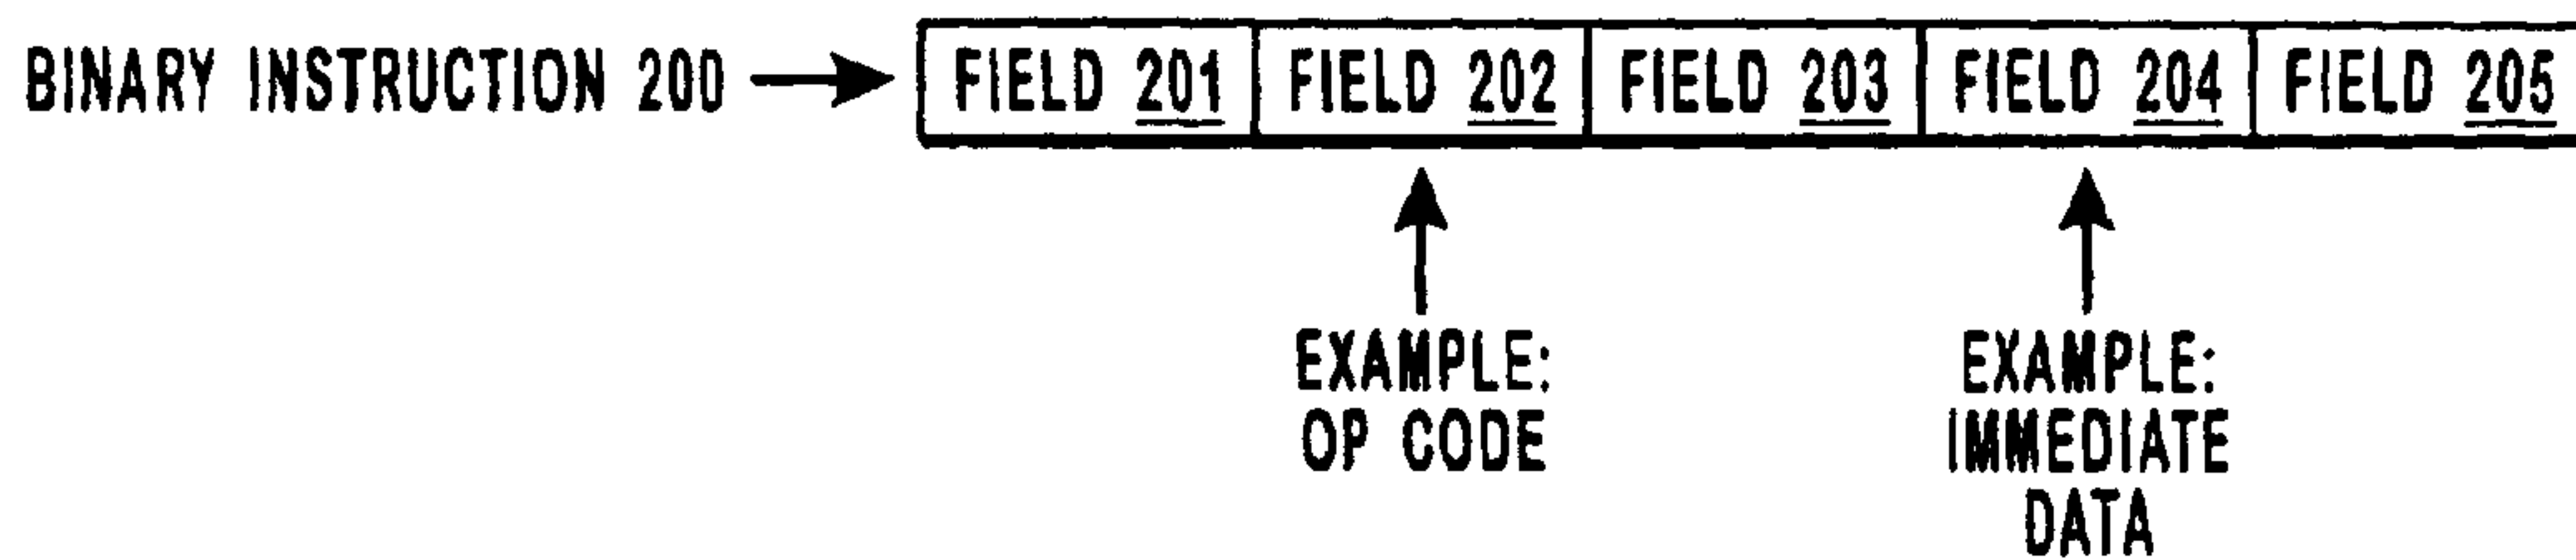 BINARY INSTRUCTION 200 FIELD 201 FIELD 202 FIELD 203 FIELD 204 FIELD 205
EXAMPLE:
OP CODE
EXAMPLE:
IMMEDIATE
DATA